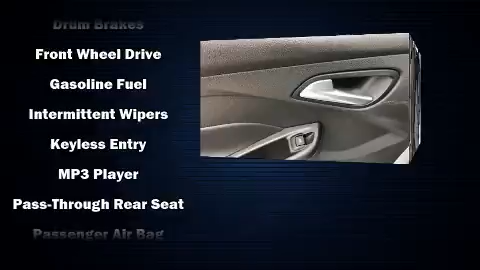 Drum Brakes
Front Wheel Drive
Gasoline Fuel
Intermittent Wipers
Keyless Entry
MP3 Player
Pass-Through Rear Seat
Passenger Air Bag